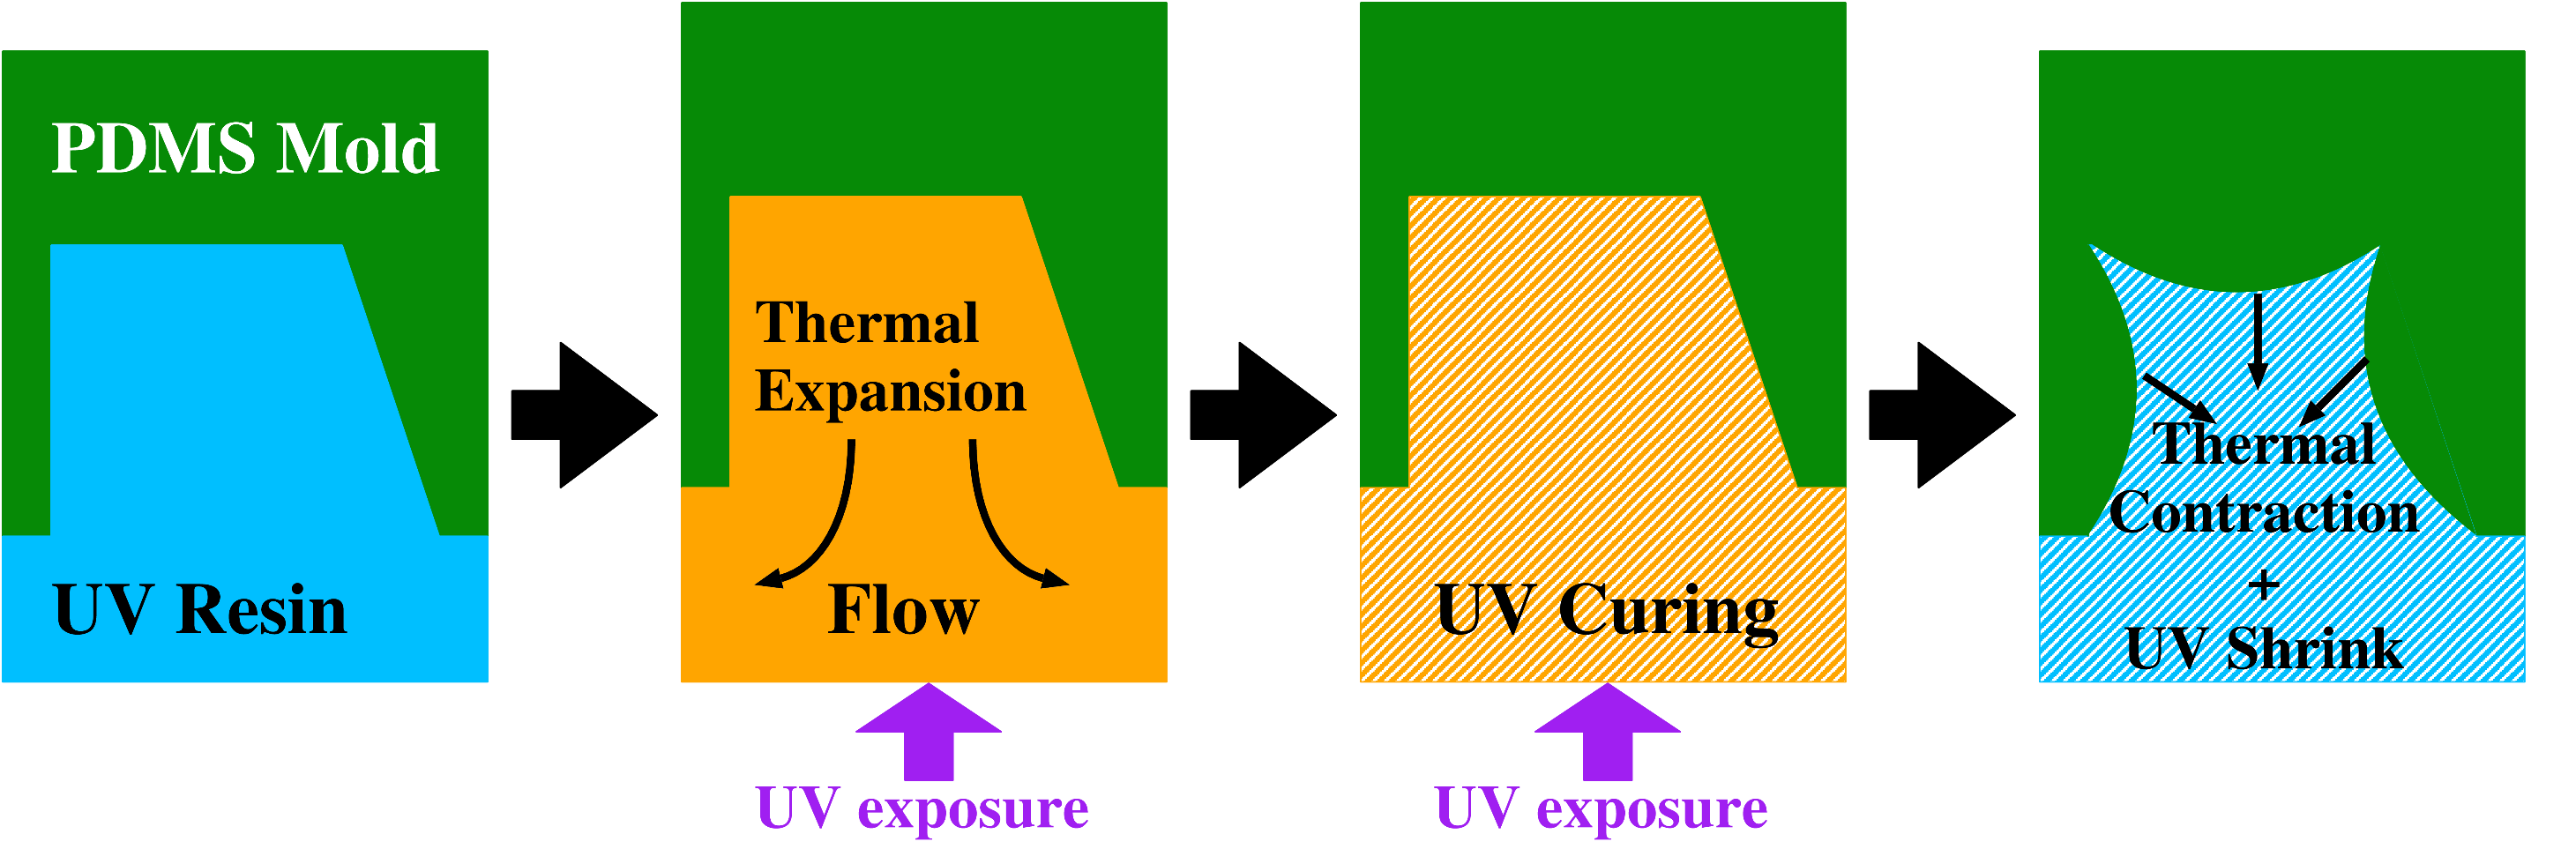 PDMS Mold
UV Resin
Thermal
Expansion
Flow
UV exposure
UV Curing
UV exposure
Thermal
Contraction
+
UV Shrink